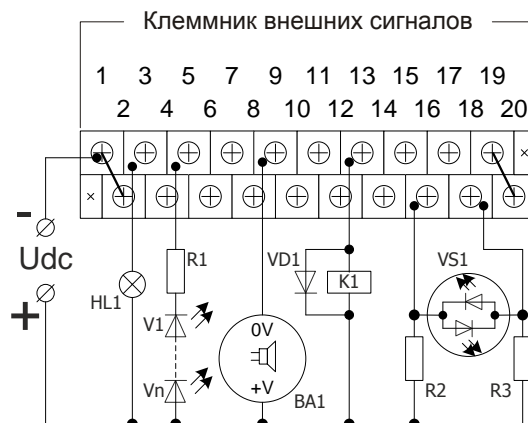 Клеммник внешних сигналов
1 3 5 7 9 11 13 15 17 19
2 4 6 8 10 12 14 16 18 20
-
Udc
+
HL1
R1
V1
Vn
0V
+V
BA1
VD1
K1
VS1
R2
R3